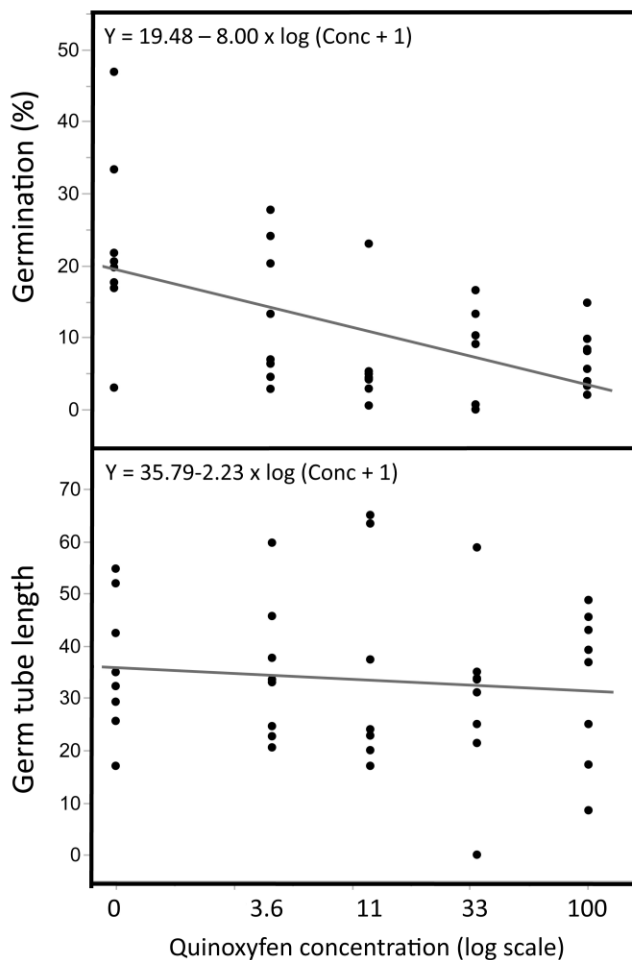 Y = 19.48 – 8.00 x log (Conc + 1)
Germination (%)
50
40
30
20
10
0
Y = 35.79-2.23 x log (Conc + 1)
Germ tube length
70
60
50
40
30
20
10
0
0 3.6 11 33 100
Quinoxyfen concentration (log scale)